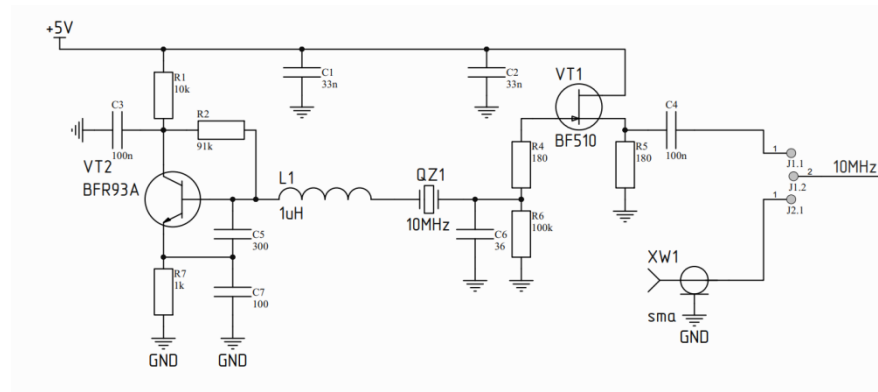 +5V
R1
10k
C1
33n
C2
33n
VT1
C3
R2
C4
100n
91k
BF510
VT2
R4
180
R5
180
100n
1
J1.1
BFR93A
L1
QZ1
2
10MHz
J1.2
1
J2.1
1uH
10MHz
R6
100k
C5
300
C6
36
XW1
R7
1k
C7
100
sma
GND
GND
GND